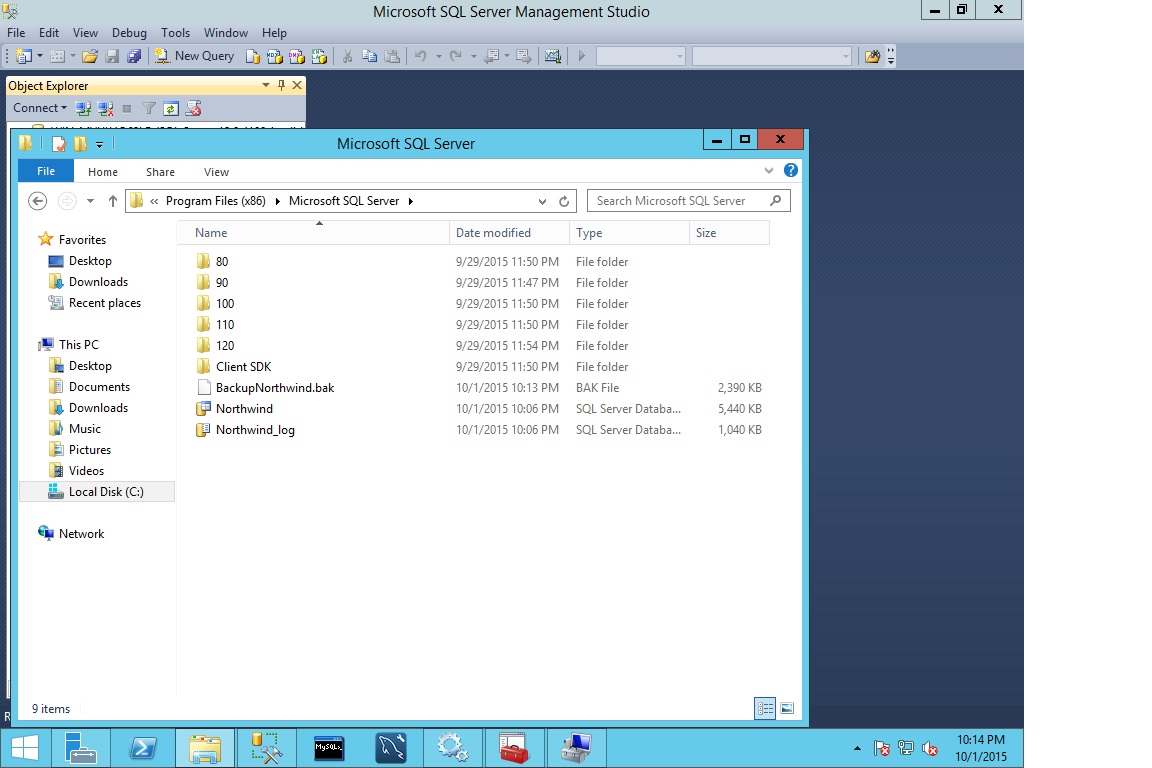 Microsoft SQL Server Management Studio
File Edit View Debug Tools Window Help
New Query
Object Explorer
Connect
Microsoft SQL Server
File Home Share View
« Program Files (x86) Microsoft SQL Server Search Microsoft SQL Server
Name Date modified Type Size
Favorites
Desktop
Downloads
Recent places
This PC
Desktop
Documents
Downloads
Music
Pictures
Videos
Local Disk (C:)
Network
80 9/29/2015 11:50 PM File folder
90 9/29/2015 11:47 PM File folder
100 9/29/2015 11:50 PM File folder
110 9/29/2015 11:50 PM File folder
120 9/29/2015 11:54 PM File folder
Client SDK 9/29/2015 11:50 PM File folder
BackupNorthwind.bak 10/1/2015 10:13 PM BAK File 2,390 KB
Northwind 10/1/2015 10:06 PM SQL Server Databa... 5,440 KB
Northwind_log 10/1/2015 10:06 PM SQL Server Databa... 1,040 KB
9 items
R
MySQL
10:14 PM
10/1/2015